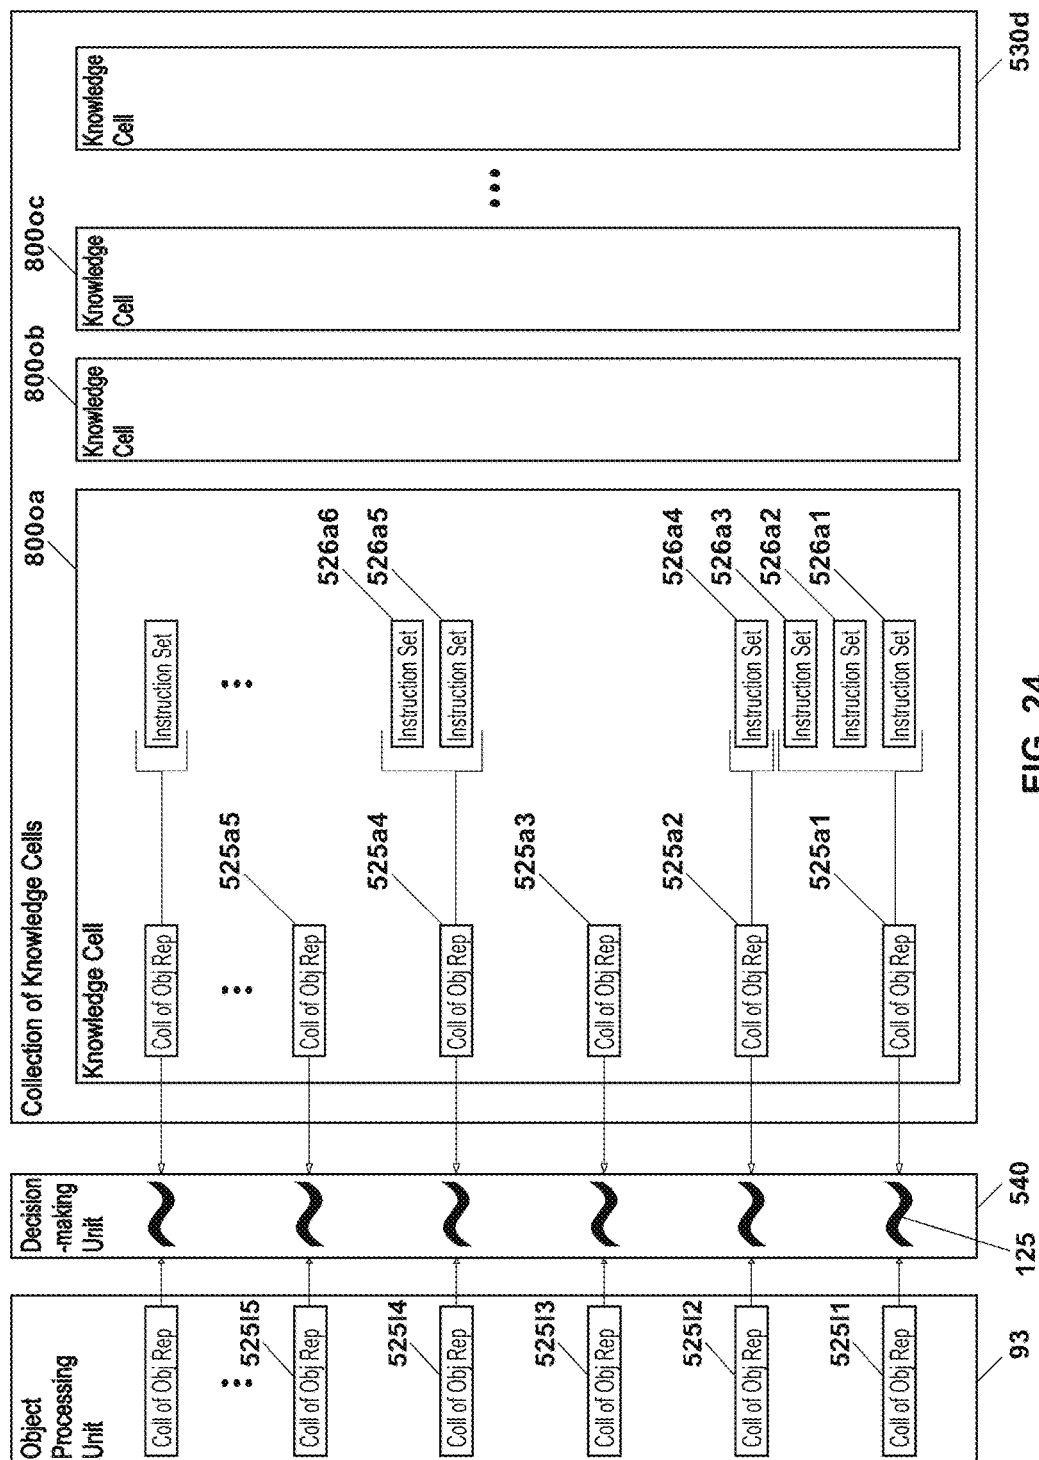 Object
Processing
Unit
Coll of Obj Rep
Coll of Obj Rep
Coll of Obj Rep
Coll of Obj Rep
Coll of Obj Rep
Coll of Obj Rep
...
525l5
525l4
525l3
525l2
525l1
93
Decision
-making
Unit
125
540
Collection of Knowledge Cells
Knowledge Cell
Coll of Obj Rep
Coll of Obj Rep
Coll of Obj Rep
Coll of Obj Rep
Coll of Obj Rep
Coll of Obj Rep
...
525a5
525a4
525a3
525a2
525a1
Instruction Set
...
Instruction Set
Instruction Set
Instruction Set
Instruction Set
Instruction Set
Instruction Set
526a6
526a5
526a4
526a3
526a2
526a1
800oa
Knowledge
Cell
800ob
Knowledge
Cell
800oc
...
Knowledge
Cell
530d
FIG. 24